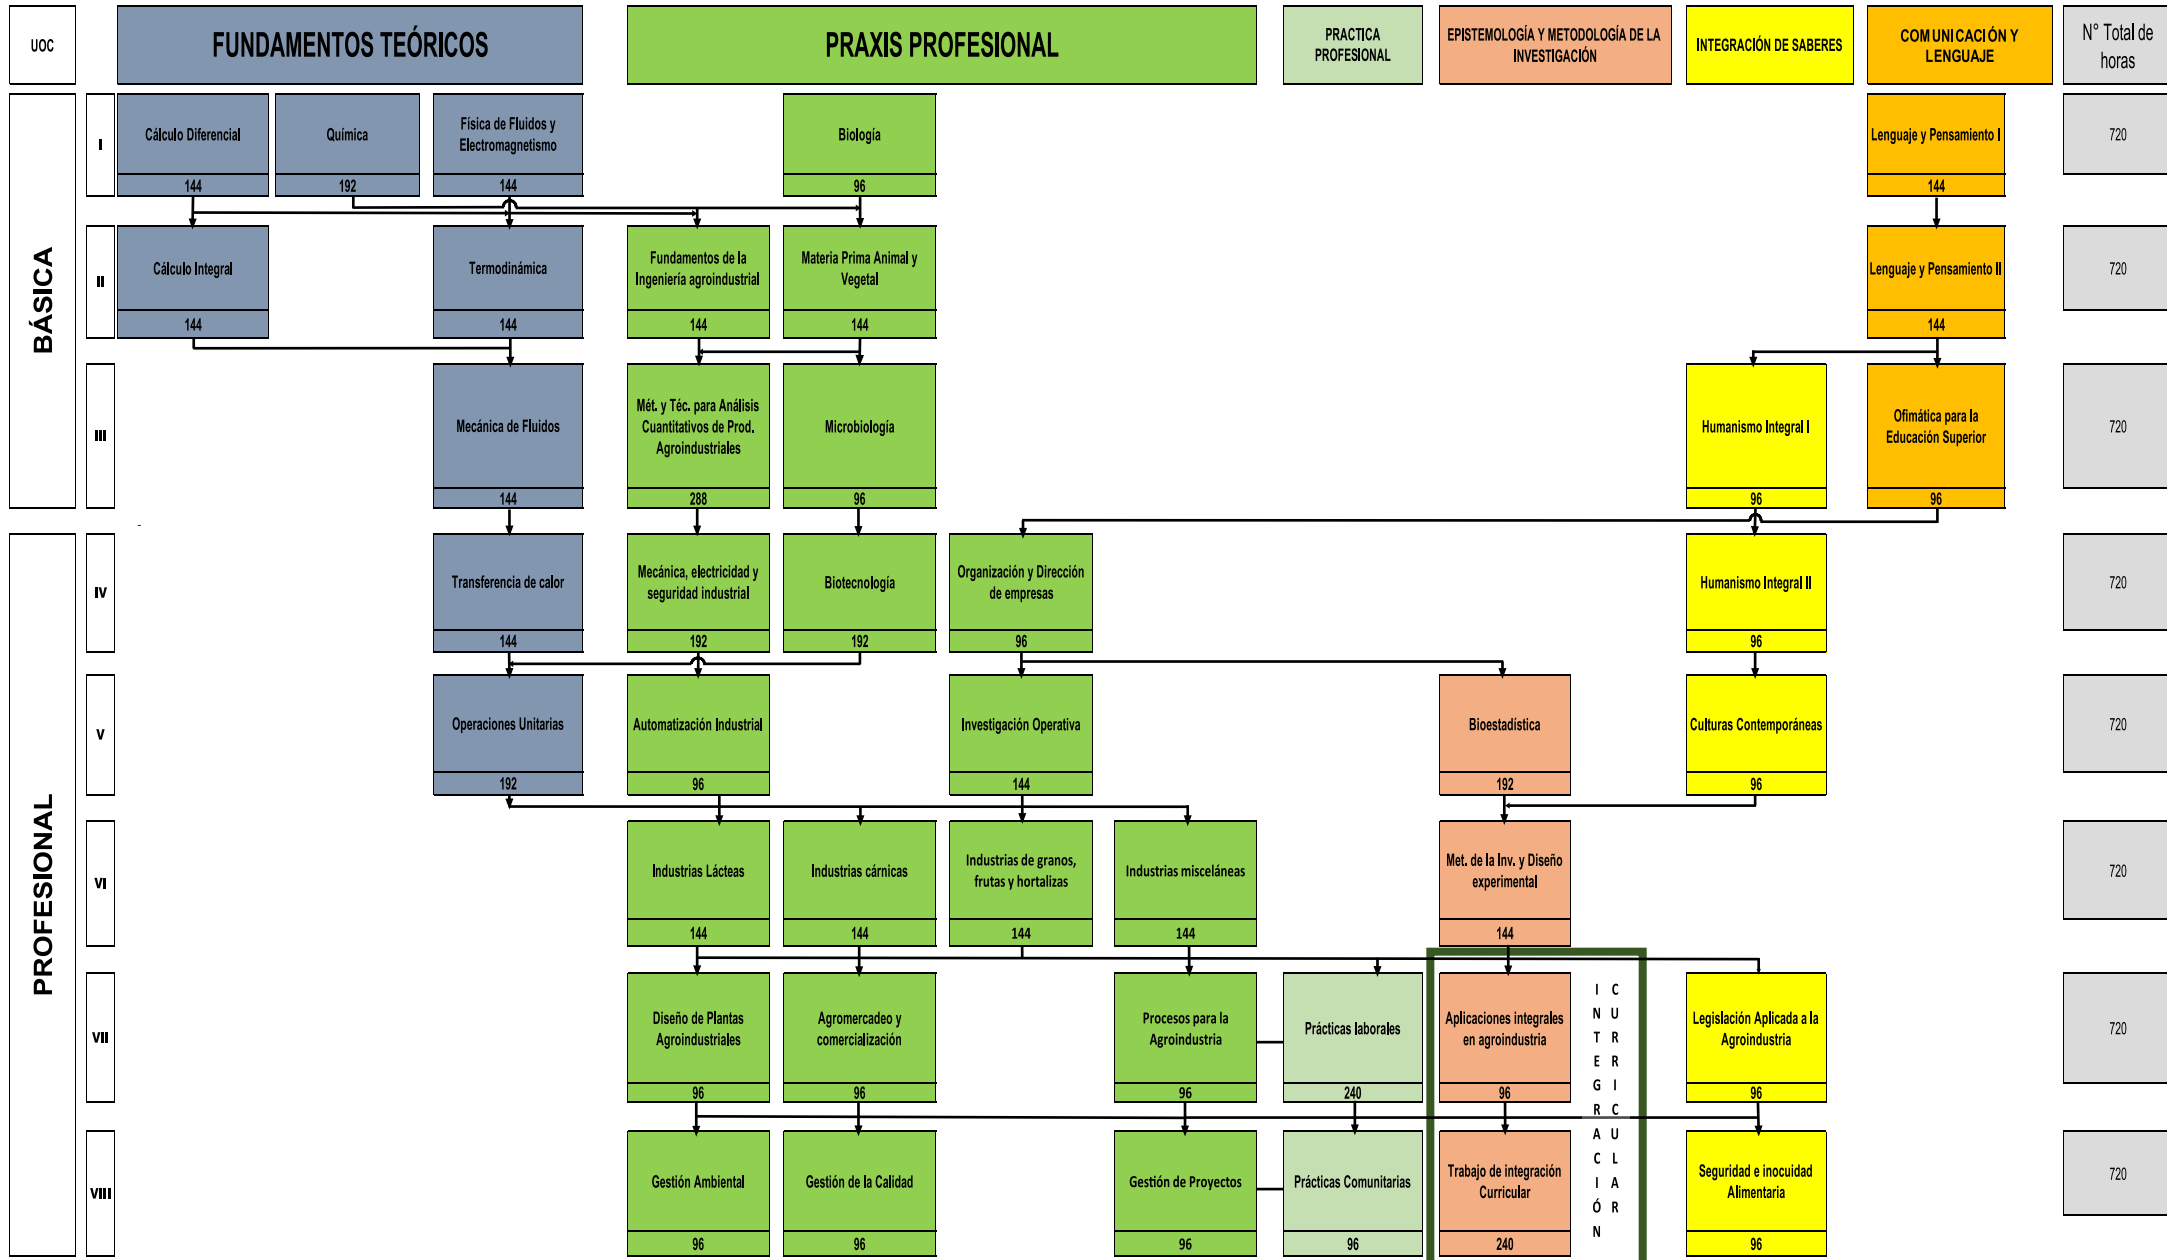 UOC
FUNDAMENTOS TEÓRICOS
PRAXIS PROFESIONAL
PRACTICA
PROFESIONAL
EPISTEMOLOGÍA Y METODOLOGÍA DE LA
INVESTIGACIÓN
INTEGRACIÓN DE SABERES
COMUNICACIÓN Y
LENGUAJE
N° Total de
horas
BÁSICA
I
Cálculo Diferencial
144
Química
192
Física de Fluidos y
Electromagnetismo
144
Biología
96
Lenguaje y Pensamiento I
144
720
II
Cálculo Integral
144
Termodinámica
144
Fundamentos de la
Ingeniería agroindustrial
144
Materia Prima Animal y
Vegetal
144
Lenguaje y Pensamiento II
144
720
III
Mecánica de Fluidos
144
Mét. y Téc. para Análisis
Cuantitativos de Prod.
Agroindustriales
288
Microbiología
96
Humanismo Integral I
96
Ofimática para la
Educación Superior
96
720
PROFESIONAL
IV
Transferencia de calor
144
Mecánica, electricidad y
seguridad industrial
192
Biotecnología
192
Organización y Dirección
de empresas
96
Humanismo Integral II
96
720
V
Operaciones Unitarias
192
Automatización Industrial
96
Investigación Operativa
144
Bioestadística
192
Culturas Contemporáneas
96
720
VI
Industrias Lácteas
144
Industrias cárnicas
144
Industrias de granos,
frutas y hortalizas
144
Industrias misceláneas
144
Met. de la Inv. y Diseño
experimental
144
720
VII
Diseño de Plantas
Agroindustriales
96
Agromercadeo y
comercialización
96
Procesos para la
Agroindustria
96
Prácticas laborales
240
Aplicaciones integrales
en agroindustria
96
INTEGRACIÓN
CURRICULAR
Legislación Aplicada a la
Agroindustria
96
720
VIII
Gestión Ambiental
96
Gestión de la Calidad
96
Gestión de Proyectos
96
Prácticas Comunitarias
96
Trabajo de integración
Curricular
240
Seguridad e inocuidad
Alimentaria
96
720